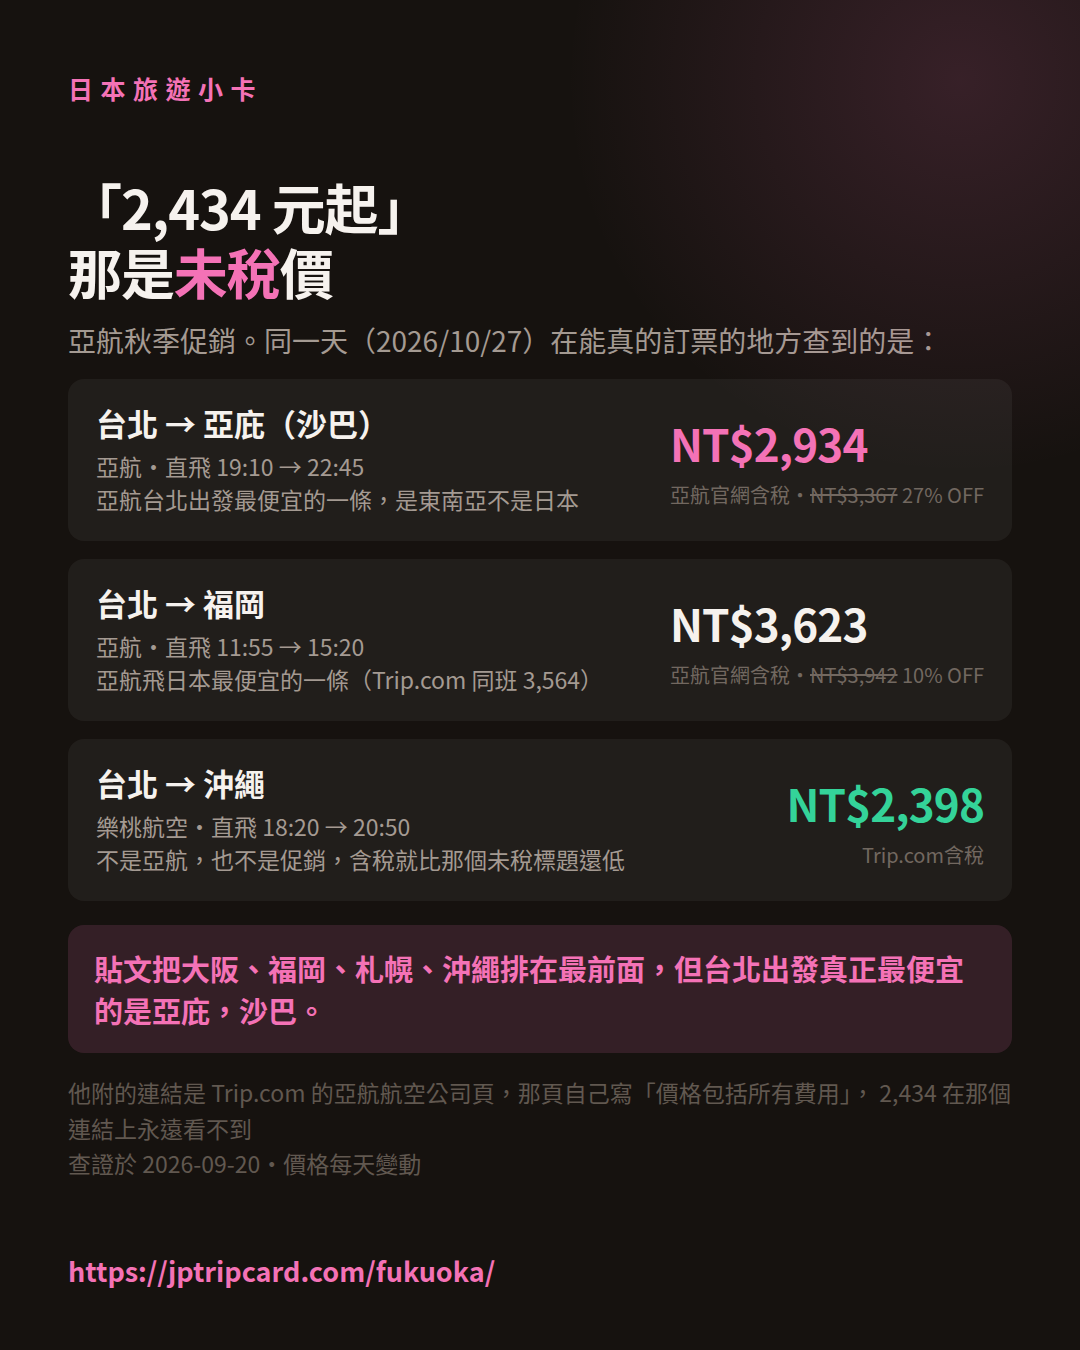 日本旅遊小卡
「2,434 元起」
那是未稅價
亞航秋季促銷。同一天（2026/10/27）在能真的訂票的地方查到的是：
台北 → 亞庇（沙巴）
亞航・直飛 19:10 → 22:45
亞航台北出發最便宜的一條，是東南亞不是日本
NT$2,934
亞航官網含稅・NT$3,367 27% OFF
台北 → 福岡
亞航・直飛 11:55 → 15:20
亞航飛日本最便宜的一條（Trip.com 同班 3,564）
NT$3,623
亞航官網含稅・NT$3,942 10% OFF
台北 → 沖繩
樂桃航空・直飛 18:20 → 20:50
不是亞航，也不是促銷，含稅就比那個未稅標題還低
NT$2,398
Trip.com含稅
貼文把大阪、福岡、札幌、沖繩排在最前面，但台北出發真正最便宜
的是亞庇，沙巴。
他附的連結是 Trip.com 的亞航航空公司頁，那頁自己寫「價格包括所有費用」， 2,434 在那個
連結上永遠看不到
查證於 2026-09-20・價格每天變動
https://jptripcard.com/fukuoka/